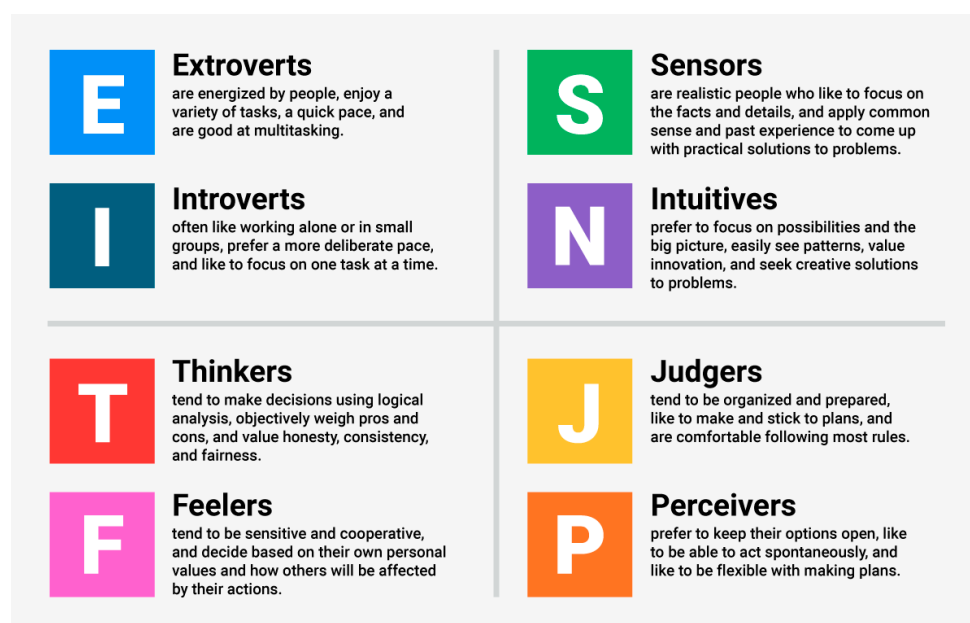 E
Extroverts
are energized by people, enjoy a
variety of tasks, a quick pace, and
are good at multitasking.
I
Introverts
often like working alone or in small
groups, prefer a more deliberate pace,
and like to focus on one task at a time.
S
Sensors
are realistic people who like to focus on
the facts and details, and apply common
sense and past experience to come up
with practical solutions to problems.
N
Intuitives
prefer to focus on possibilities and the
big picture, easily see patterns, value
innovation, and seek creative solutions
to problems.
T
Thinkers
tend to make decisions using logical
analysis, objectively weigh pros and
cons, and value honesty, consistency,
and fairness.
F
Feelers
tend to be sensitive and cooperative,
and decide based on their own personal
values and how others will be affected
by their actions.
J
Judgers
tend to be organized and prepared,
like to make and stick to plans, and
are comfortable following most rules.
P
Perceivers
prefer to keep their options open, like
to be able to act spontaneously, and
like to be flexible with making plans.